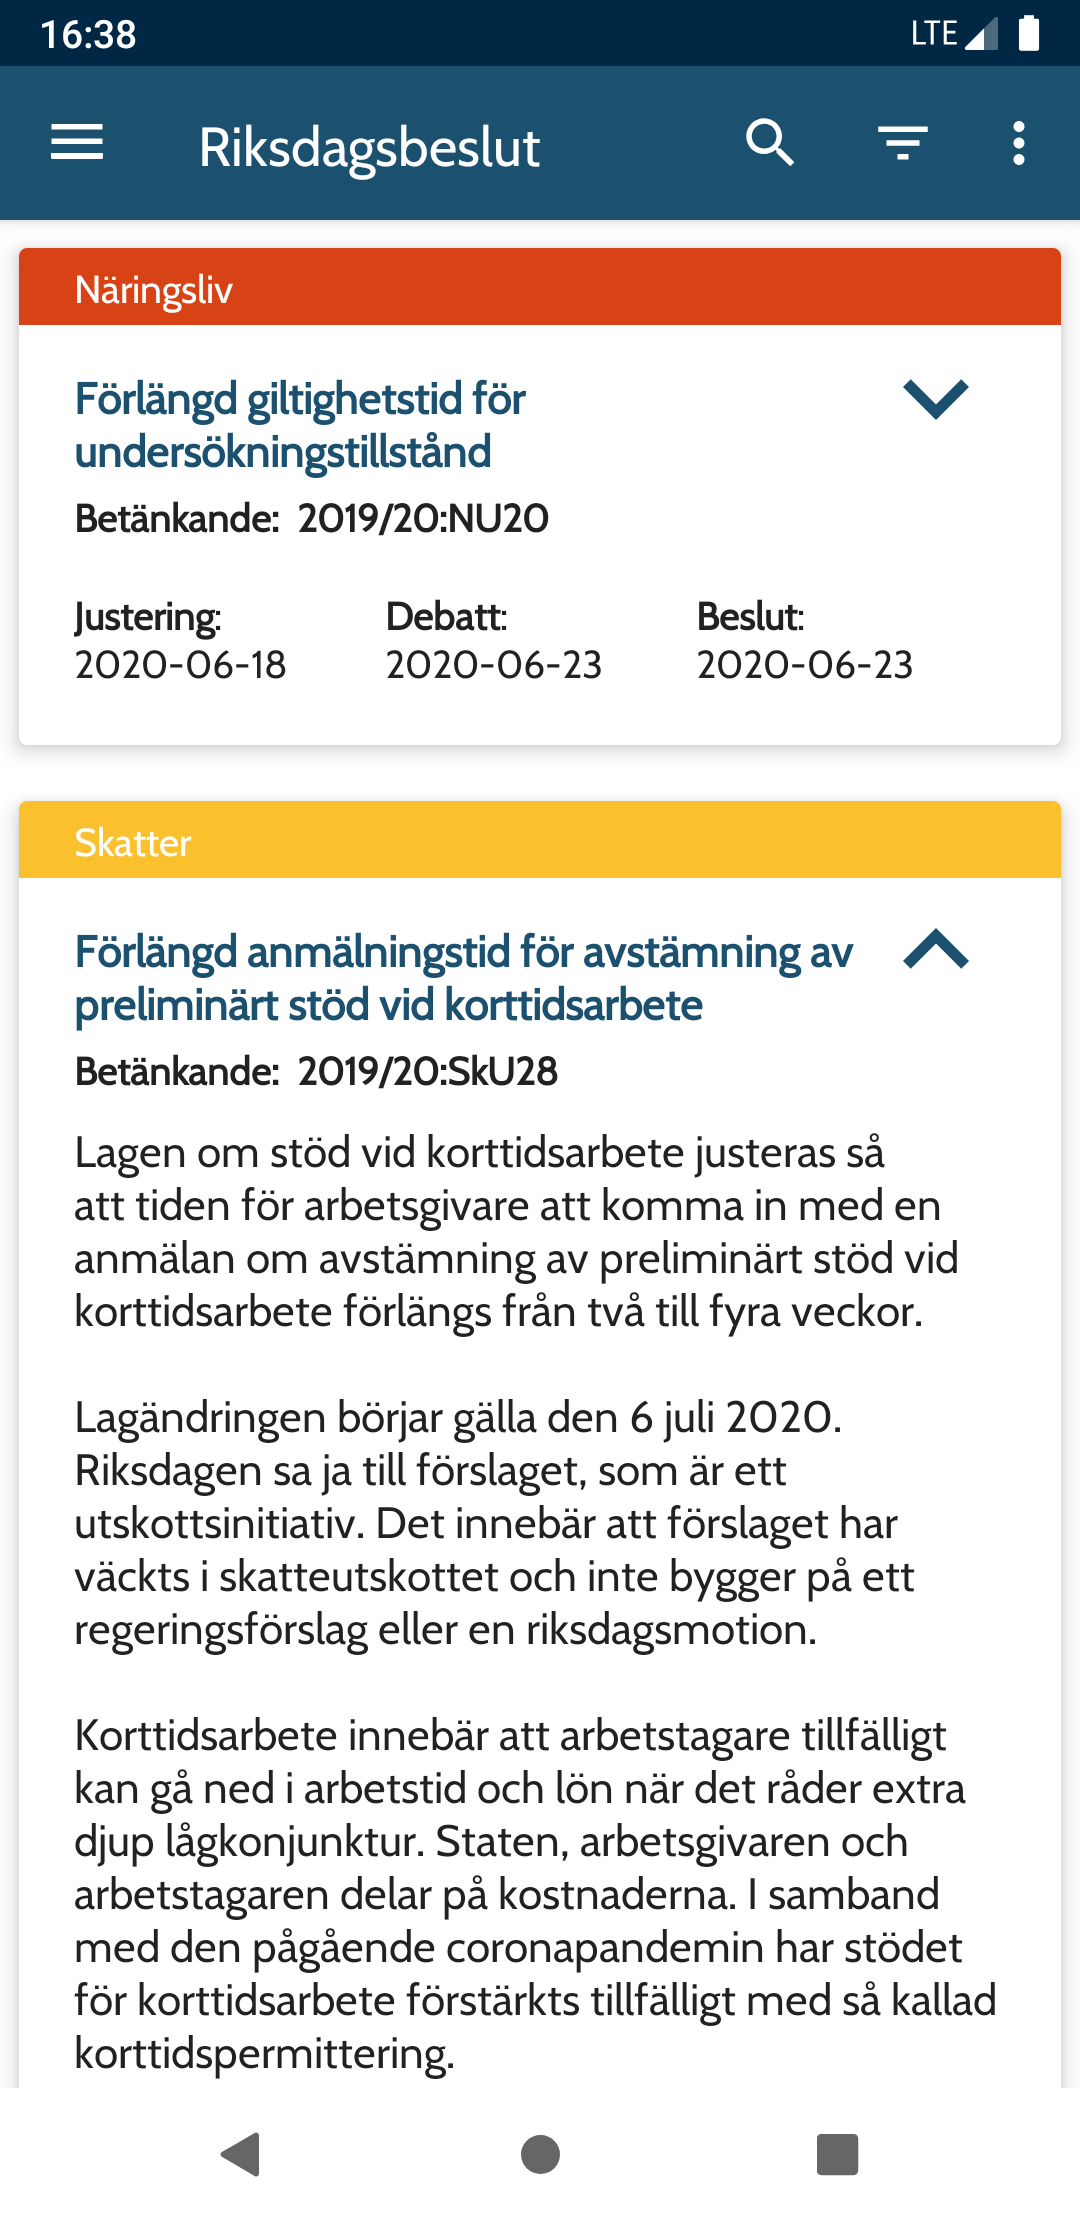 16:38
LTE
Riksdagsbeslut
Näringsliv
Förlängd giltighetstid för
undersökningstillstånd
Betänkande: 2019/20:NU20
Justering: Debatt: Beslut:
2020-06-18 2020-06-23 2020-06-23
Skatter
Förlängd anmälningstid för avstämning av
preliminärt stöd vid korttidsarbete
Betänkande: 2019/20:SkU28
Lagen om stöd vid korttidsarbete justeras så
att tiden för arbetsgivare att komma in med en
anmälan om avstämning av preliminärt stöd vid
korttidsarbete förlängs från två till fyra veckor.
Lagändringen börjar gälla den 6 juli 2020.
Riksdagen sa ja till förslaget, som är ett
utskottsinitiativ. Det innebär att förslaget har
väckts i skatteutskottet och inte bygger på ett
regeringsförslag eller en riksdagsmotion.
Korttidsarbete innebär att arbetstagare tillfälligt
kan gå ned i arbetstid och lön när det råder extra
djup lågkonjunktur. Staten, arbetsgivaren och
arbetstagaren delar på kostnaderna. I samband
med den pågående coronapandemin har stödet
för korttidsarbete förstärkts tillfälligt med så kallad
korttidspermittering.